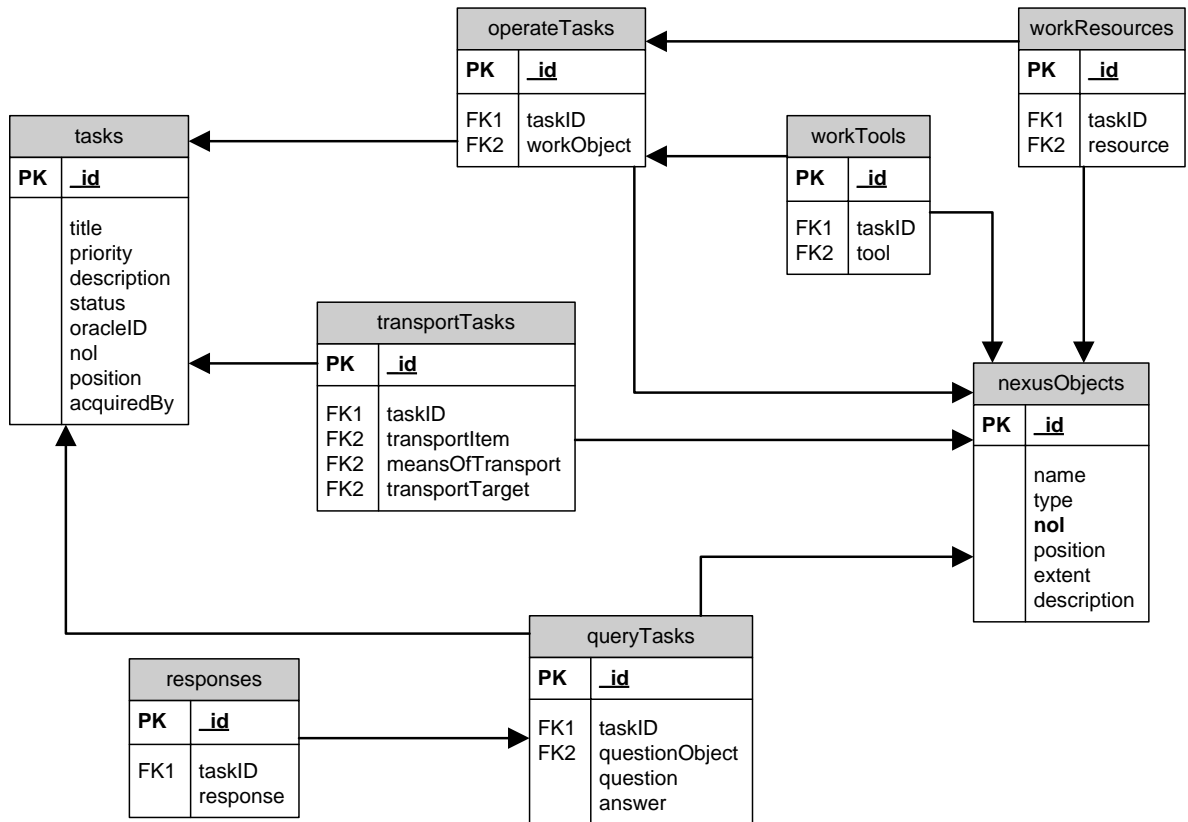 operateTasks
PK _id
FK1 taskID
FK2 workObject
workResources
PK _id
FK1 taskID
FK2 resource
tasks
PK _id
title
priority
description
status
oracleID
nol
position
acquiredBy
workTools
PK _id
FK1 taskID
FK2 tool
transportTasks
PK _id
FK1 taskID
FK2 transportItem
FK2 meansOfTransport
FK2 transportTarget
nexusObjects
PK _id
name
type
nol
position
extent
description
queryTasks
PK _id
FK1 taskID
FK2 questionObject
question
answer
responses
PK _id
FK1 taskID
response